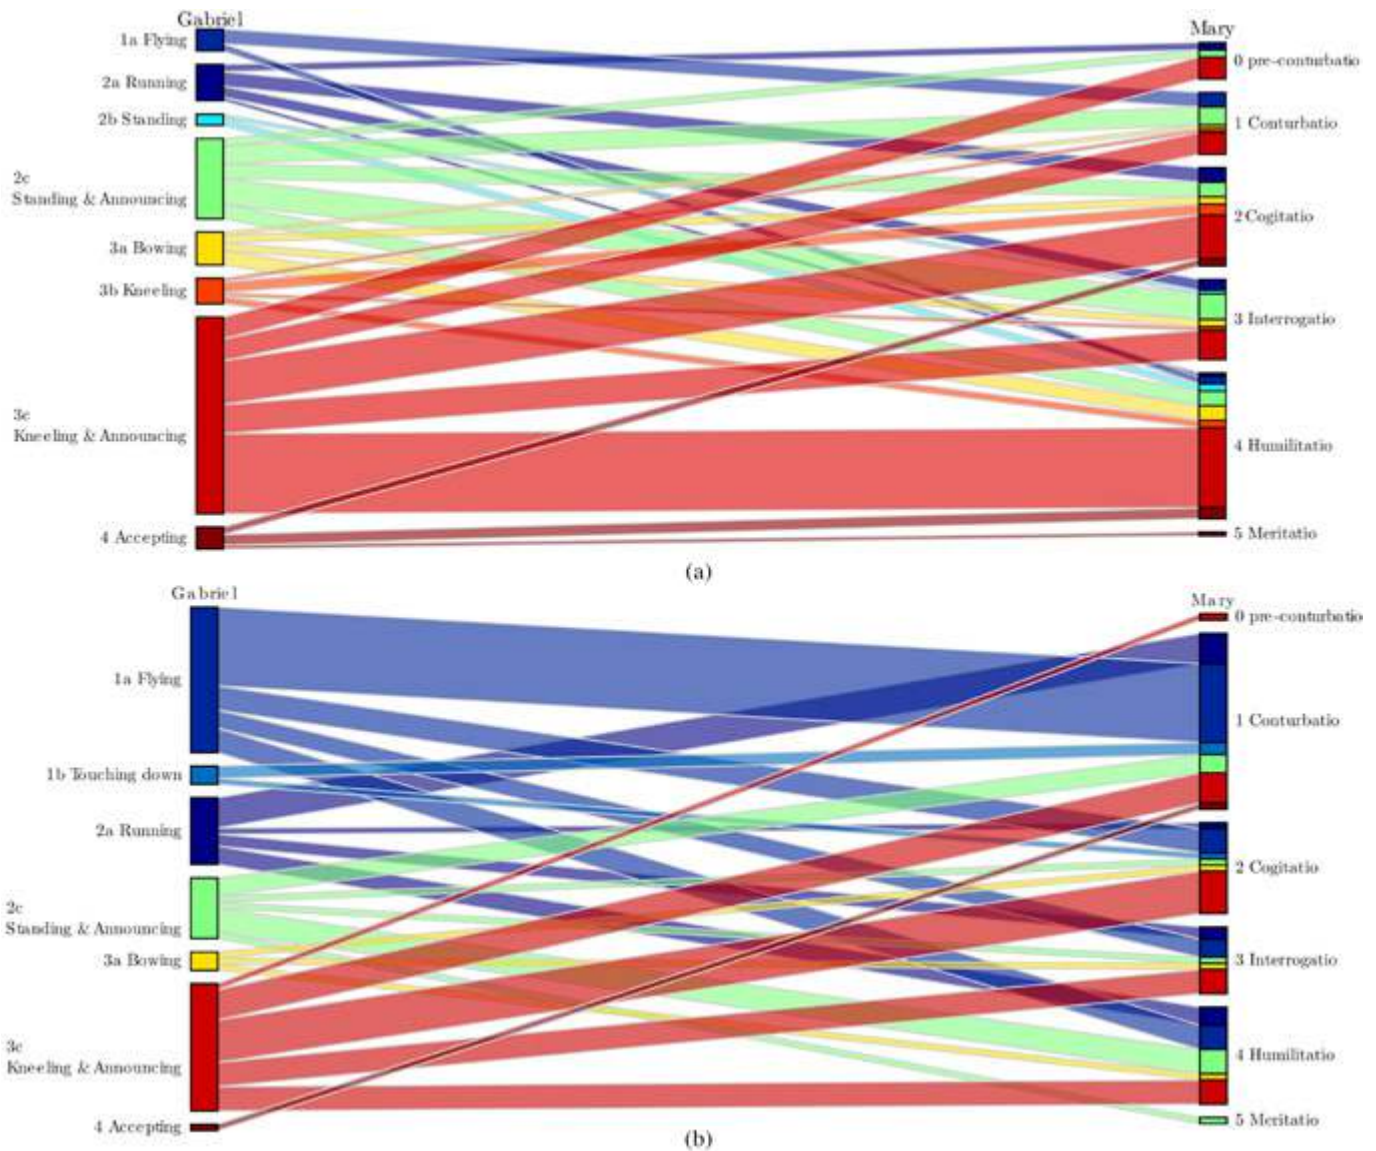 Gabriel
Mary
1a Flying
0 pre-conturbatio
2a Running
2b Standing
1 Conturbatio
2c
Standing & Announcing
2 Cogitatio
3a Bowing
3b Kneeling
3 Interrogatio
3c
Kneeling & Announcing
4 Humilitatio
4 Accepting
5 Meritatio
(a)
Gabriel
Mary
0 pre-conturbatio
1a Flying
1 Conturbatio
1b Touching down
2a Running
2 Cogitatio
2c
Standing & Announcing
3a Bowing
3 Interrogatio
3c
Kneeling & Announcing
4 Humilitatio
4 Accepting
5 Meritatio
(b)